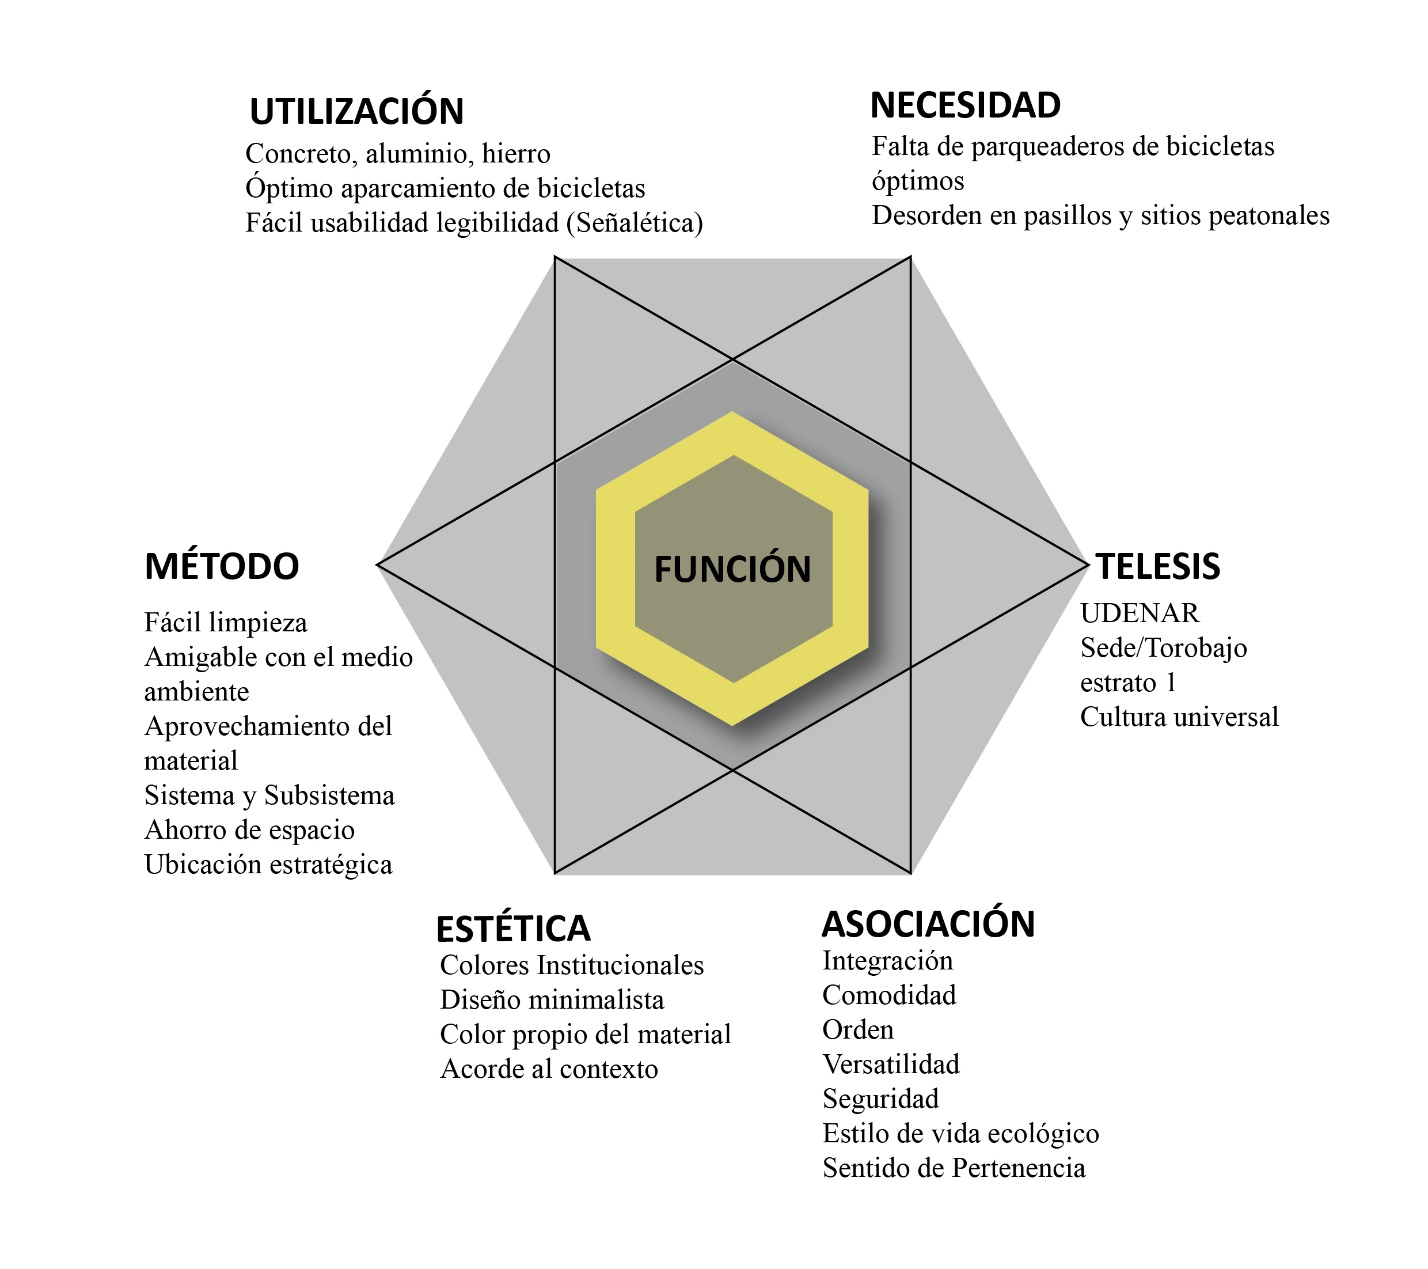 UTILIZACIÓN
Concreto, aluminio, hierro
Óptimo aparcamiento de bicicletas
Fácil usabilidad legibilidad (Señalética)
NECESIDAD
Falta de parqueaderos de bicicletas
óptimos
Desorden en pasillos y sitios peatonales
MÉTODO
Fácil limpieza
Amigable con el medio
ambiente
Aprovechamiento del
material
Sistema y Subsistema
Ahorro de espacio
Ubicación estratégica
FUNCIÓN
TELESIS
UDENAR
Sede/Torobajo
estrato 1
Cultura universal
ESTÉTICA
Colores Institucionales
Diseño minimalista
Color propio del material
Acorde al contexto
ASOCIACIÓN
Integración
Comodidad
Orden
Versatilidad
Seguridad
Estilo de vida ecológico
Sentido de Pertenencia